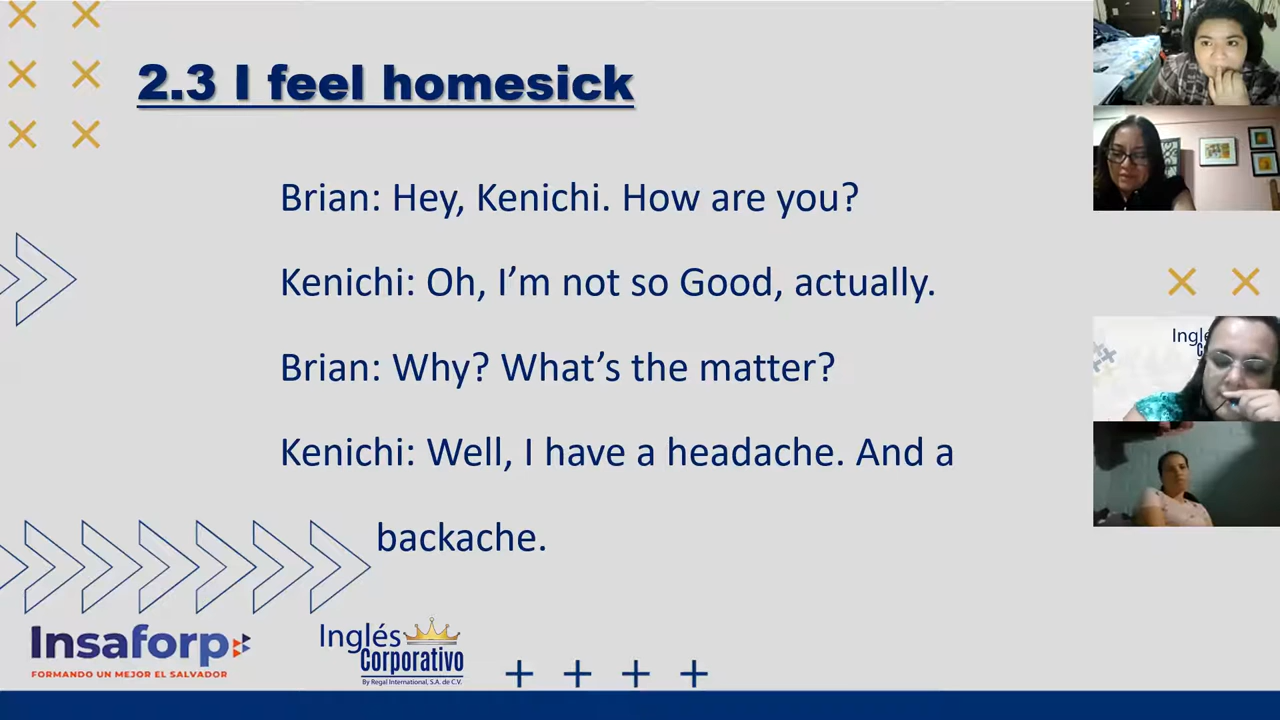 2.3 I feel homesick
Brian: Hey, Kenichi. How are you?
Kenichi: Oh, I’m not so Good, actually.
Brian: Why? What’s the matter?
Kenichi: Well, I have a headache. And a
backache.
Insaforp
FORMANDO UN MEJOR EL SALVADOR
Inglés
Corporativo
By Regal International, S.A. de C.V.